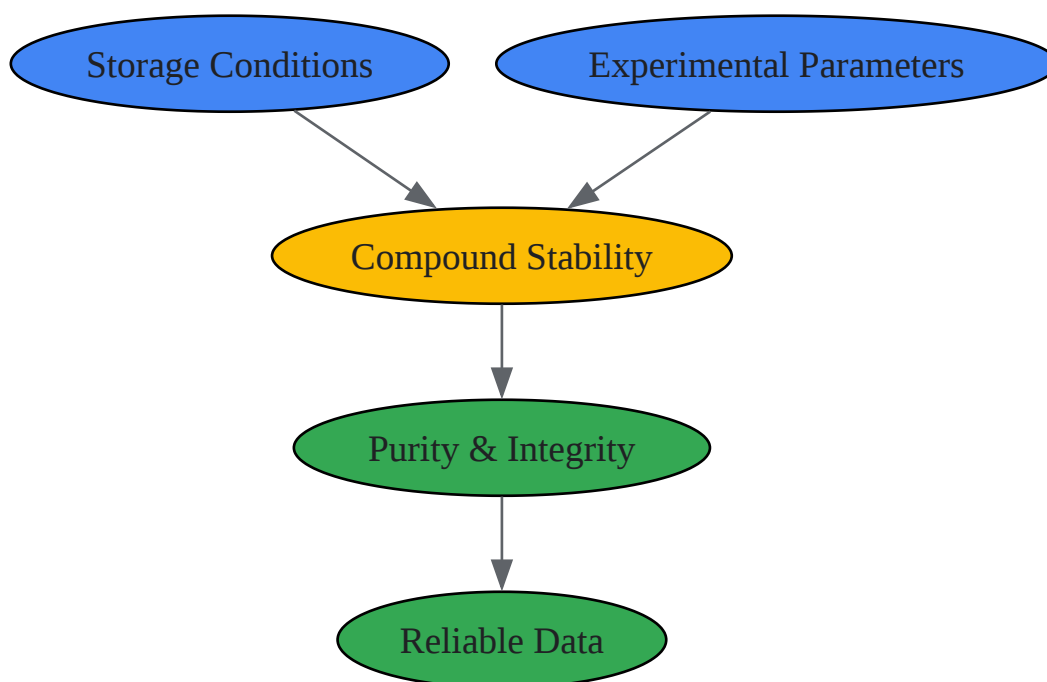 Storage Conditions
Experimental Parameters
Compound Stability
Purity & Integrity
Reliable Data